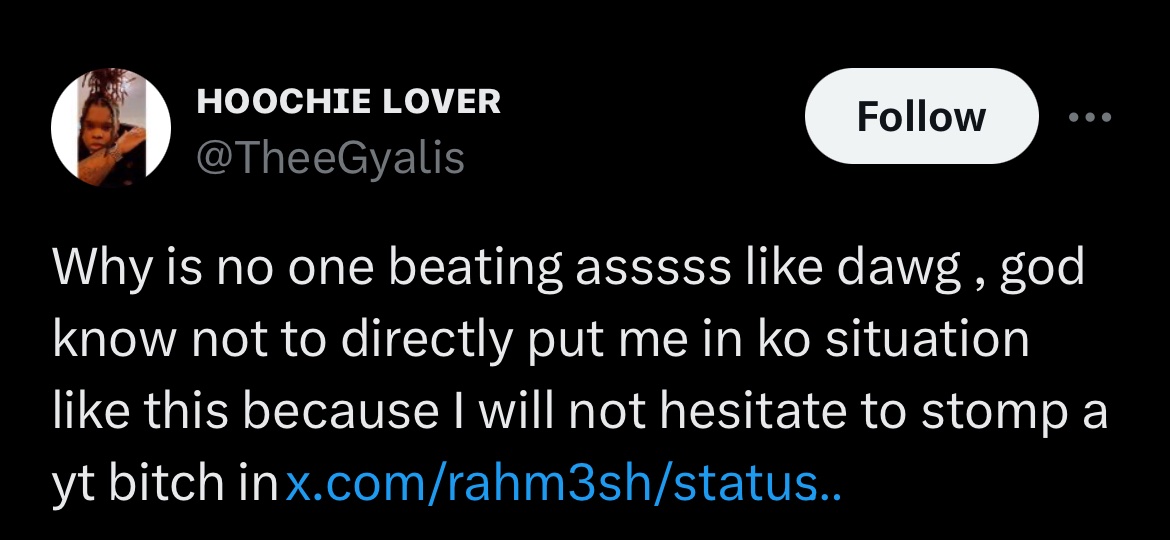 HOOCHIE LOVER
@TheeGyalis
Follow
Why is no one beating asssss like dawg , god
know not to directly put me in ko situation
like this because I will not hesitate to stomp a
yt bitch in x.com/rahm3sh/status..